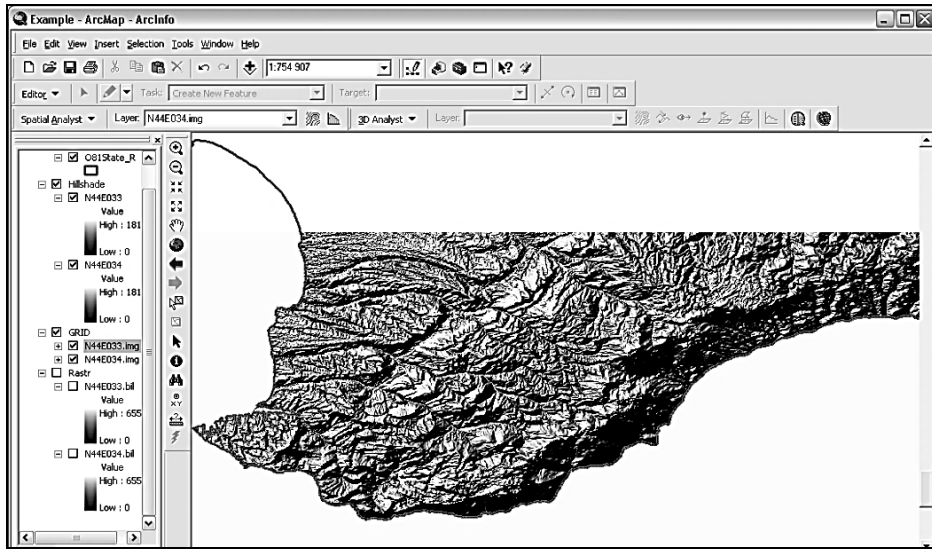 Example - ArcMap - ArcInfo
File Edit View Insert Selection Tools Window Help
1:754 907
Editor Task: Create New Feature Target:
Spatial Analyst Layer: N44E034.img 3D Analyst Layer:
081State_R
Hillshade
N44E033
Value
High : 181
Low : 0
N44E034
Value
High : 181
Low : 0
GRID
N44E033.img
N44E034.img
Rastr
N44E033.bil
Value
High : 655
Low : 0
N44E034.bil
Value
High : 655
Low : 0